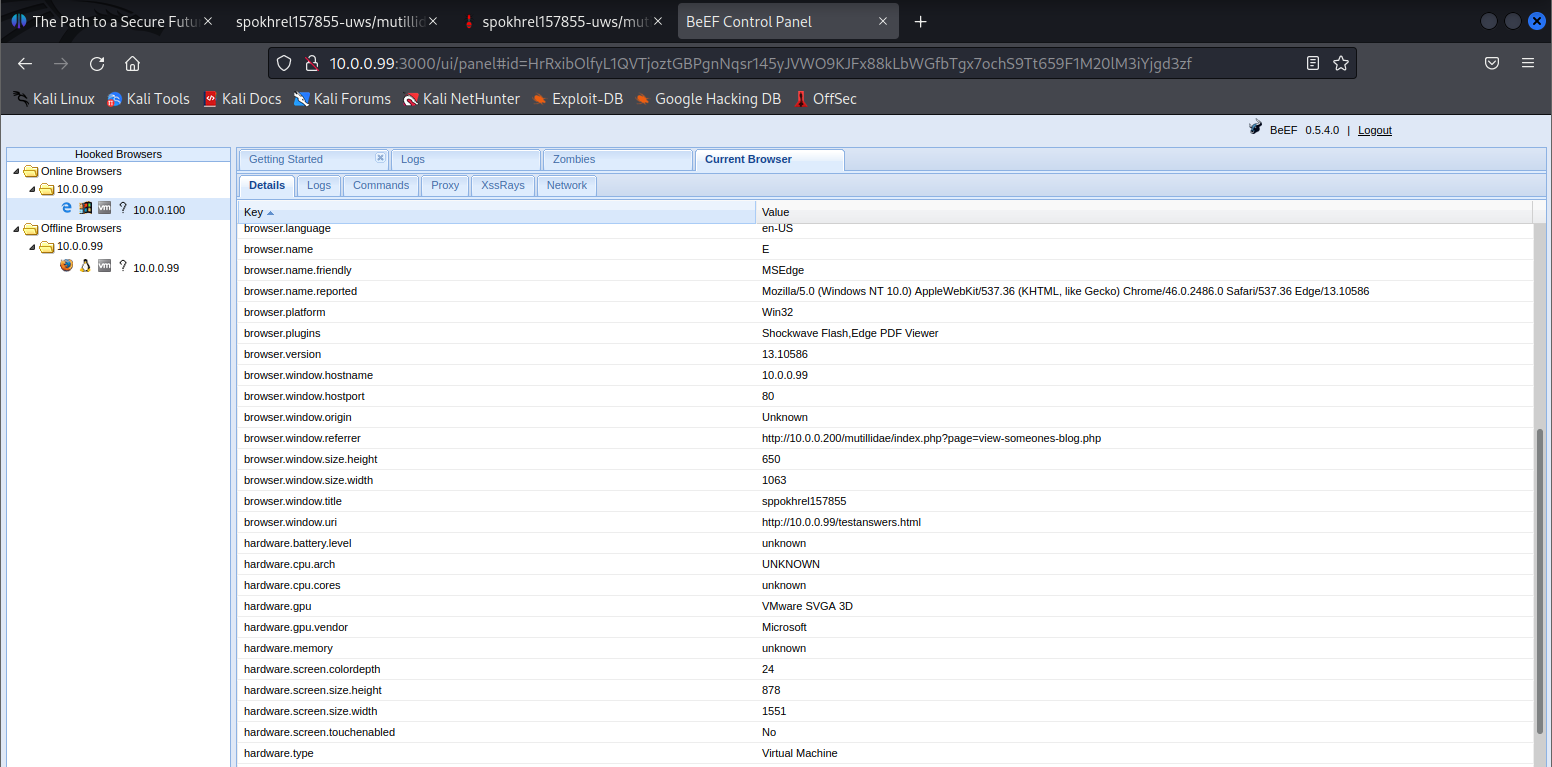 The Path to a Secure Futu
spokhrel157855-uws/mutillid
spokhrel157855-uws/mut
BeEF Control Panel
10.0.0.99:3000/ui/panel#id=HrRxibOlfyL1QVTjoztGBPgnNqsr145yJVWO9KJFx88kLbWGfbTgx7ochS9Tt659F1M20lM3iYjgd3zf
Kali Linux Kali Tools Kali Docs Kali Forums Kali NetHunter Exploit-DB Google Hacking DB OffSec
BeEF 0.5.4.0 | Logout
Hooked Browsers
Online Browsers
10.0.0.99
10.0.0.100
Offline Browsers
10.0.0.99
10.0.0.99
Getting Started Logs Zombies Current Browser
Details Logs Commands Proxy XssRays Network
Key Value
browser.language en-US
browser.name E
browser.name.friendly MSEdge
browser.name.reported Mozilla/5.0 (Windows NT 10.0) AppleWebKit/537.36 (KHTML, like Gecko) Chrome/46.0.2486.0 Safari/537.36 Edge/13.10586
browser.platform Win32
browser.plugins Shockwave Flash,Edge PDF Viewer
browser.version 13.10586
browser.window.hostname 10.0.0.99
browser.window.hostport 80
browser.window.origin Unknown
browser.window.referrer http://10.0.0.200/mutillidae/index.php?page=view-someones-blog.php
browser.window.size.height 650
browser.window.size.width 1063
browser.window.title sppokhrel157855
browser.window.uri http://10.0.0.99/testanswers.html
hardware.battery.level unknown
hardware.cpu.arch UNKNOWN
hardware.cpu.cores unknown
hardware.gpu VMware SVGA 3D
hardware.gpu.vendor Microsoft
hardware.memory unknown
hardware.screen.colordepth 24
hardware.screen.size.height 878
hardware.screen.size.width 1551
hardware.screen.touchenabled No
hardware.type Virtual Machine